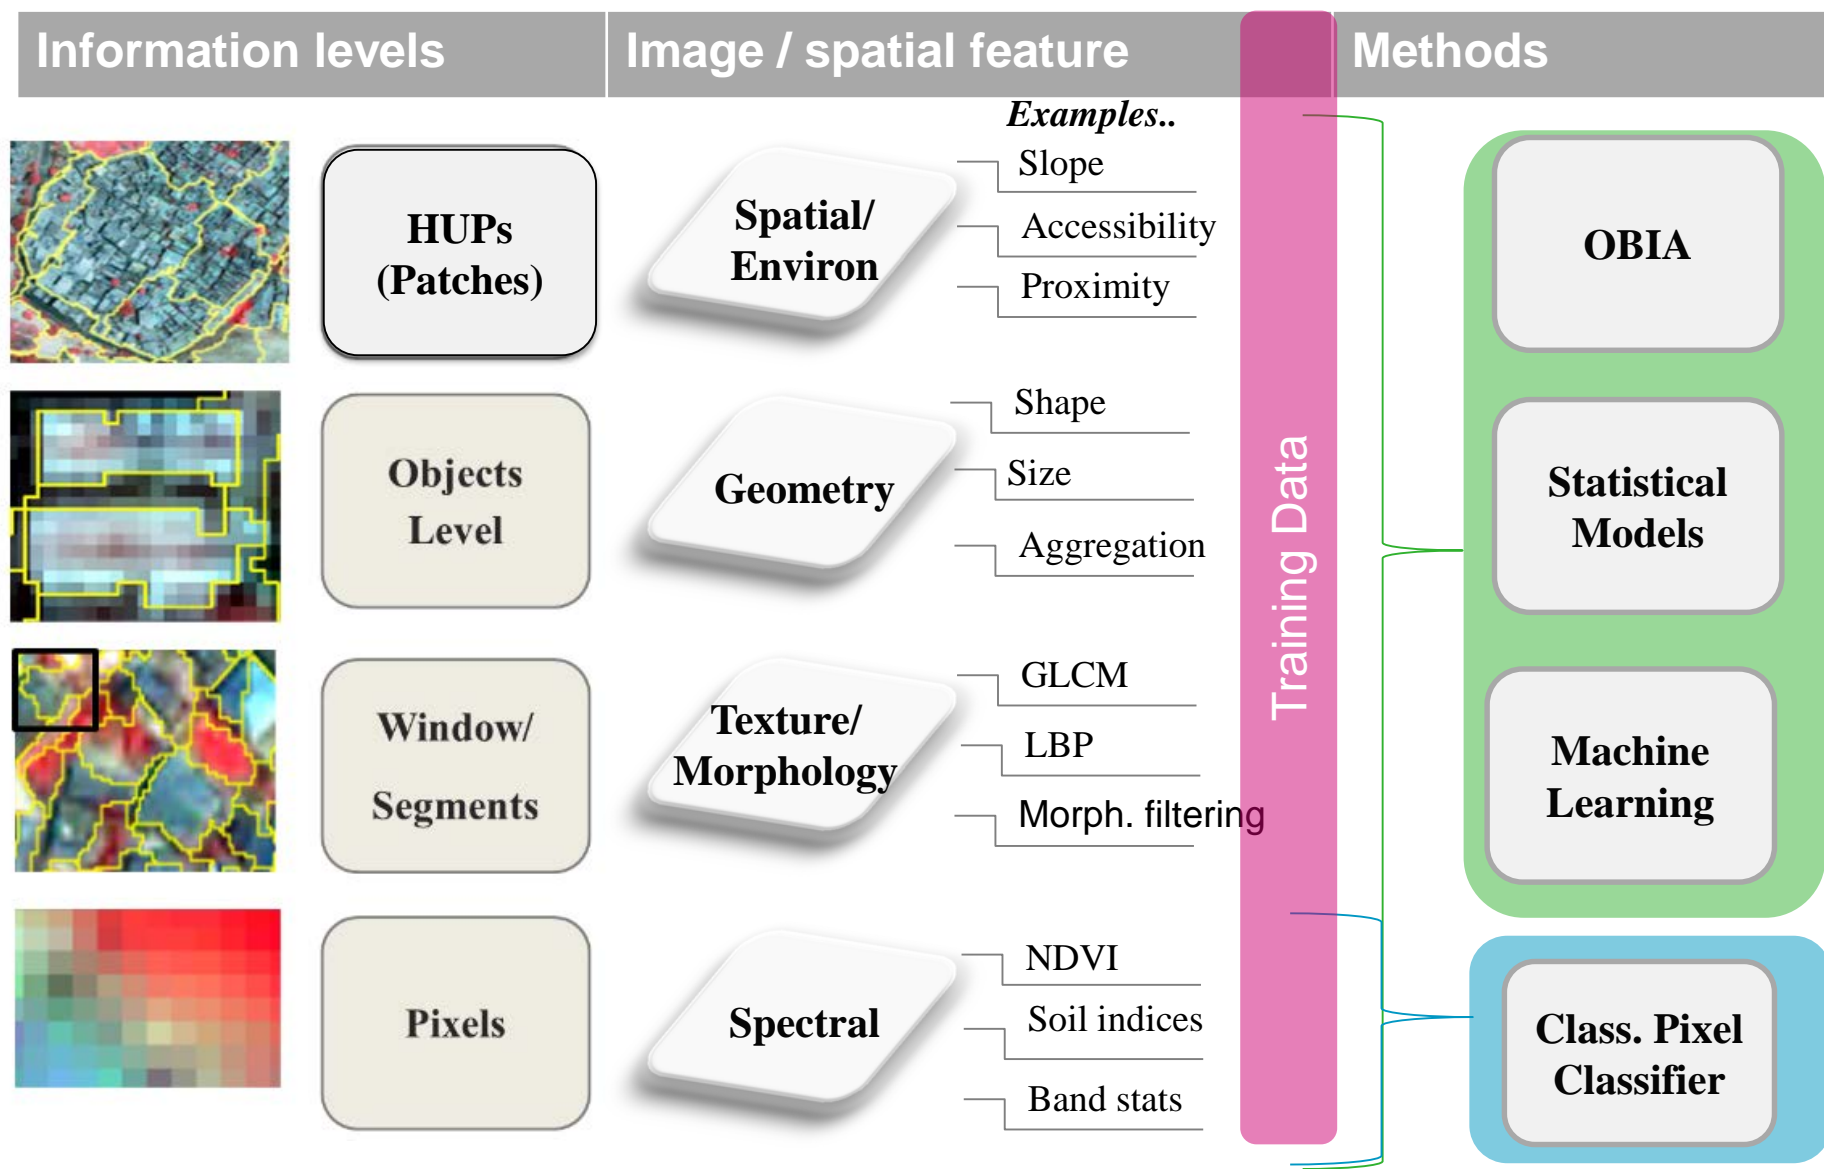 Information levels
Image / spatial feature
Methods
Examples..
HUPs
(Patches)
Spatial/
Environ
Slope
Accessibility
Proximity
OBIA
Objects
Level
Geometry
Shape
Size
Aggregation
Training Data
Statistical
Models
Window/
Segments
Texture/
Morphology
GLCM
LBP
Morph. filtering
Machine
Learning
Pixels
Spectral
NDVI
Soil indices
Band stats
Class. Pixel
Classifier